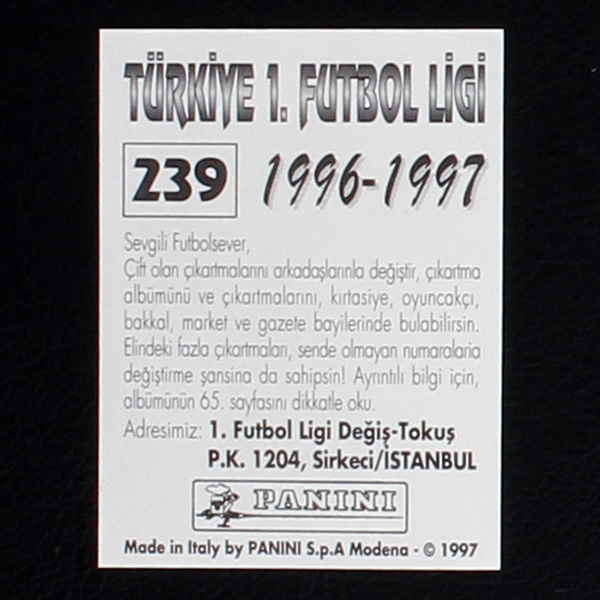 TÜRKİYE 1. FUTBOL LİGİ
239 1996-1997
Sevgili Futbolsever,
Çift olan çıkartmalarını arkadaşlarınla değiştir, çıkartma
albümünü ve çıkartmalarını, kırtasiye, oyuncakçı,
bakkal, market ve gazete bayilerinde bulabilirsin.
Elindeki fazla çıkartmaları, sende olmayan numaralarla
değiştirme şansına da sahipsin! Ayrıntılı bilgi için,
albümünün 65. sayfasını dikkatle oku.
Adresimiz: 1. Futbol Ligi Değiş-Tokuş
P.K. 1204, Sirkeci/İSTANBUL
PANINI
Made in Italy by PANINI S.p.A Modena - © 1997